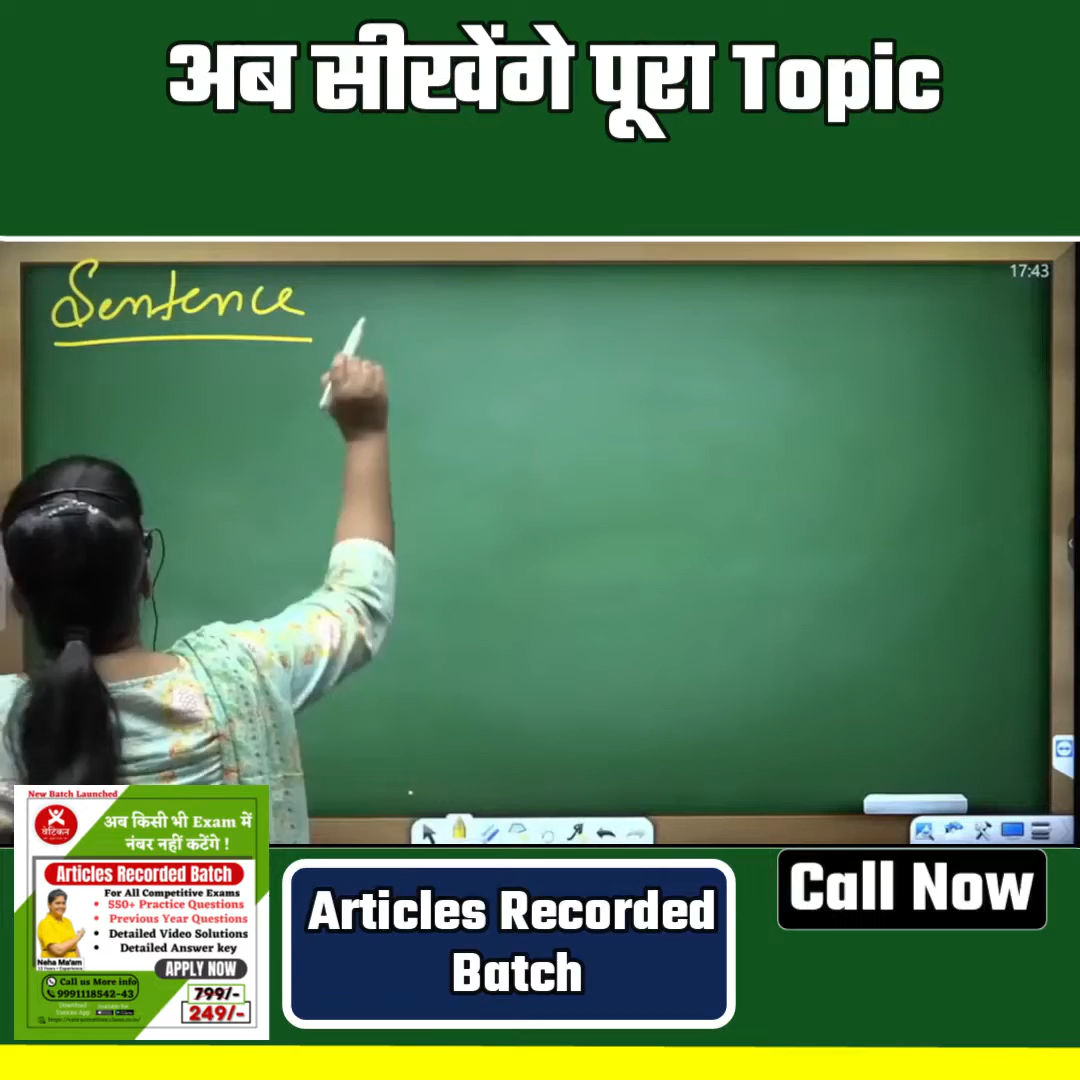 अब सीखेंगे पूरा Topic
17:43
Sentence
New Batch Launched
वेटिकन
अब किसी भी Exam में
नंबर नहीं कटेंगे !
Articles Recorded Batch
For All Competitive Exams
• 550+ Practice Questions
• Previous Year Questions
• Detailed Video Solutions
• Detailed Answer key
Neha Ma'am
APPLY NOW
Call us More info
9991118542-43
799/-
249/-
Articles Recorded
Batch
Call Now